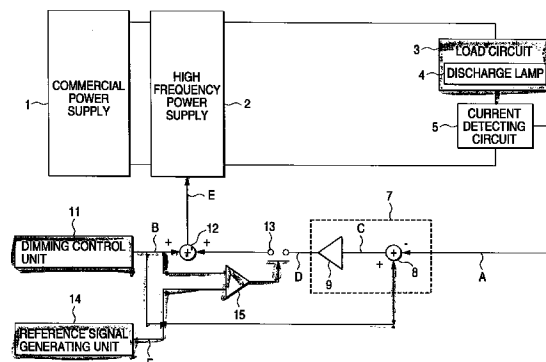 COMMERCIAL
POWER
SUPPLY
1
HIGH
FREQUENCY
POWER
SUPPLY
2
3
LOAD CIRCUIT
4
DISCHARGE LAMP
5
CURRENT
DETECTING
CIRCUIT
E
11
DIMMING CONTROL
UNIT
B
+
12
+
13
7
D
9
C
-
+
8
A
15
14
REFERENCE SIGNAL
GENERATING UNIT